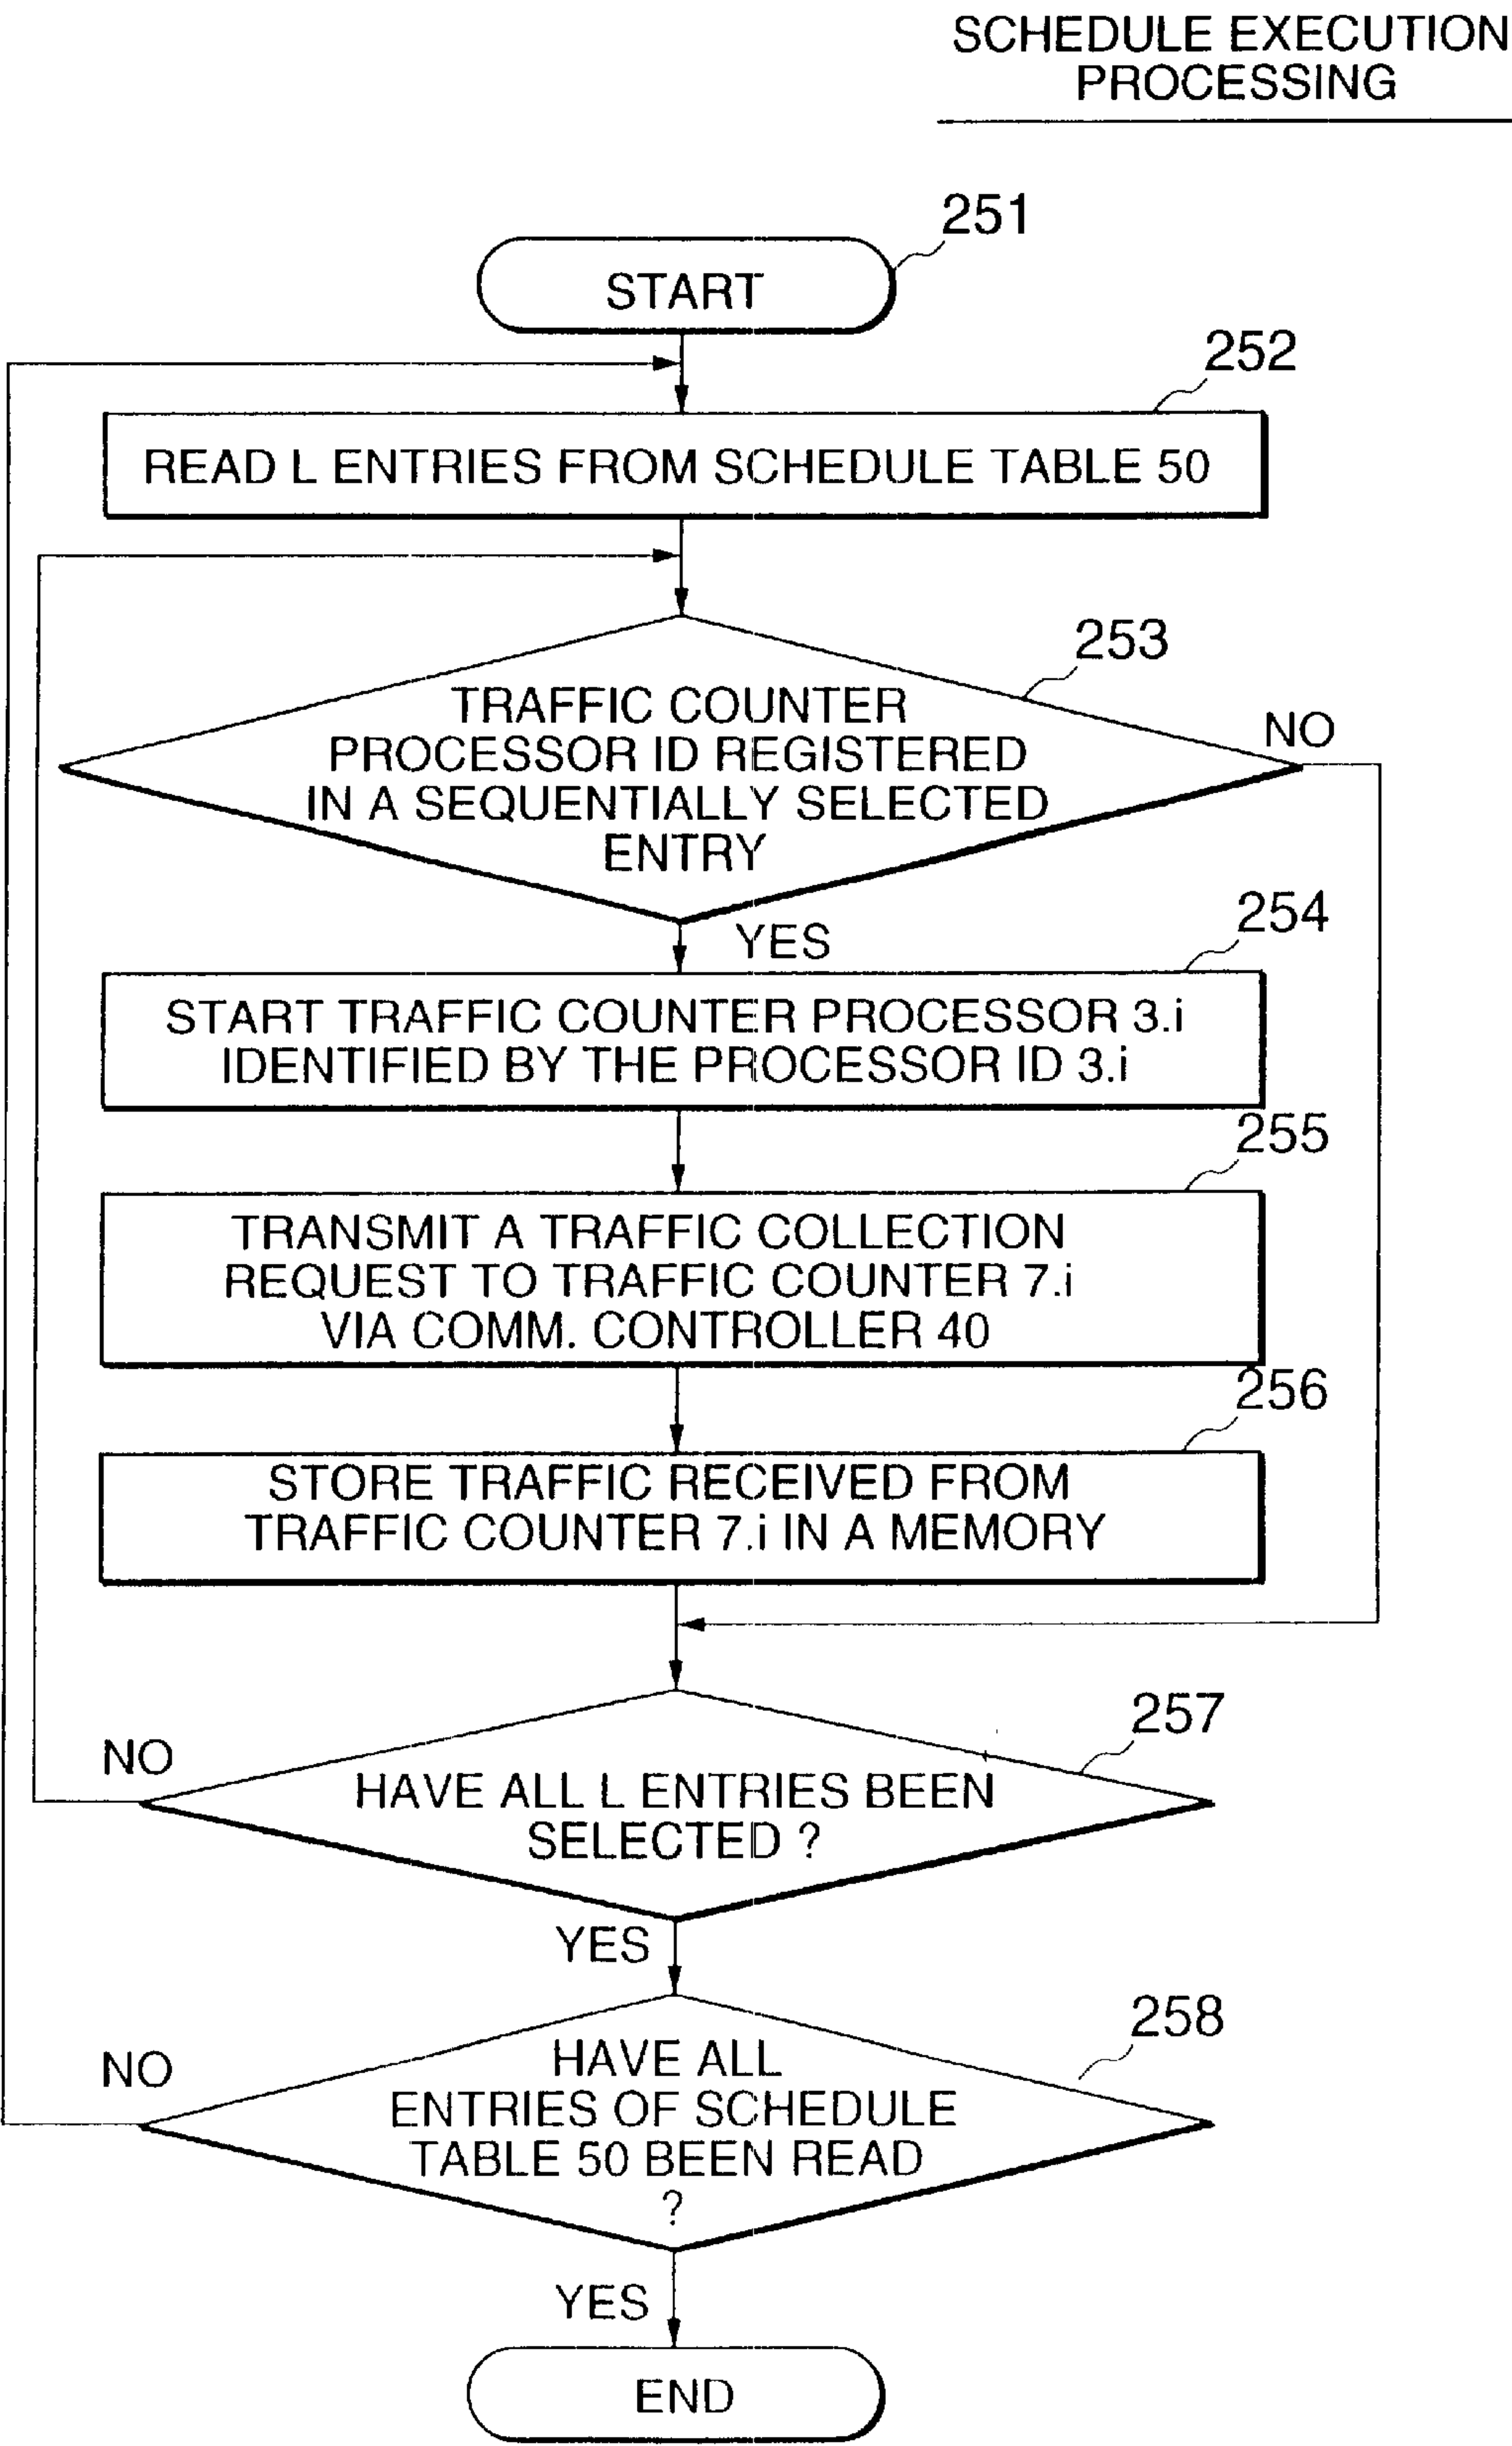 SCHEDULE EXECUTION
PROCESSING
251
START
252
READ L ENTRIES FROM SCHEDULE TABLE 50
253
TRAFFIC COUNTER
PROCESSOR ID REGISTERED
IN A SEQUENTIALLY SELECTED
ENTRY
NO
YES
254
START TRAFFIC COUNTER PROCESSOR 3.i
IDENTIFIED BY THE PROCESSOR ID 3.i
255
TRANSMIT A TRAFFIC COLLECTION
REQUEST TO TRAFFIC COUNTER 7.i
VIA COMM. CONTROLLER 40
256
STORE TRAFFIC RECEIVED FROM
TRAFFIC COUNTER 7.i IN A MEMORY
257
NO
HAVE ALL L ENTRIES BEEN
SELECTED ?
YES
258
NO
HAVE ALL
ENTRIES OF SCHEDULE
TABLE 50 BEEN READ
?
YES
END